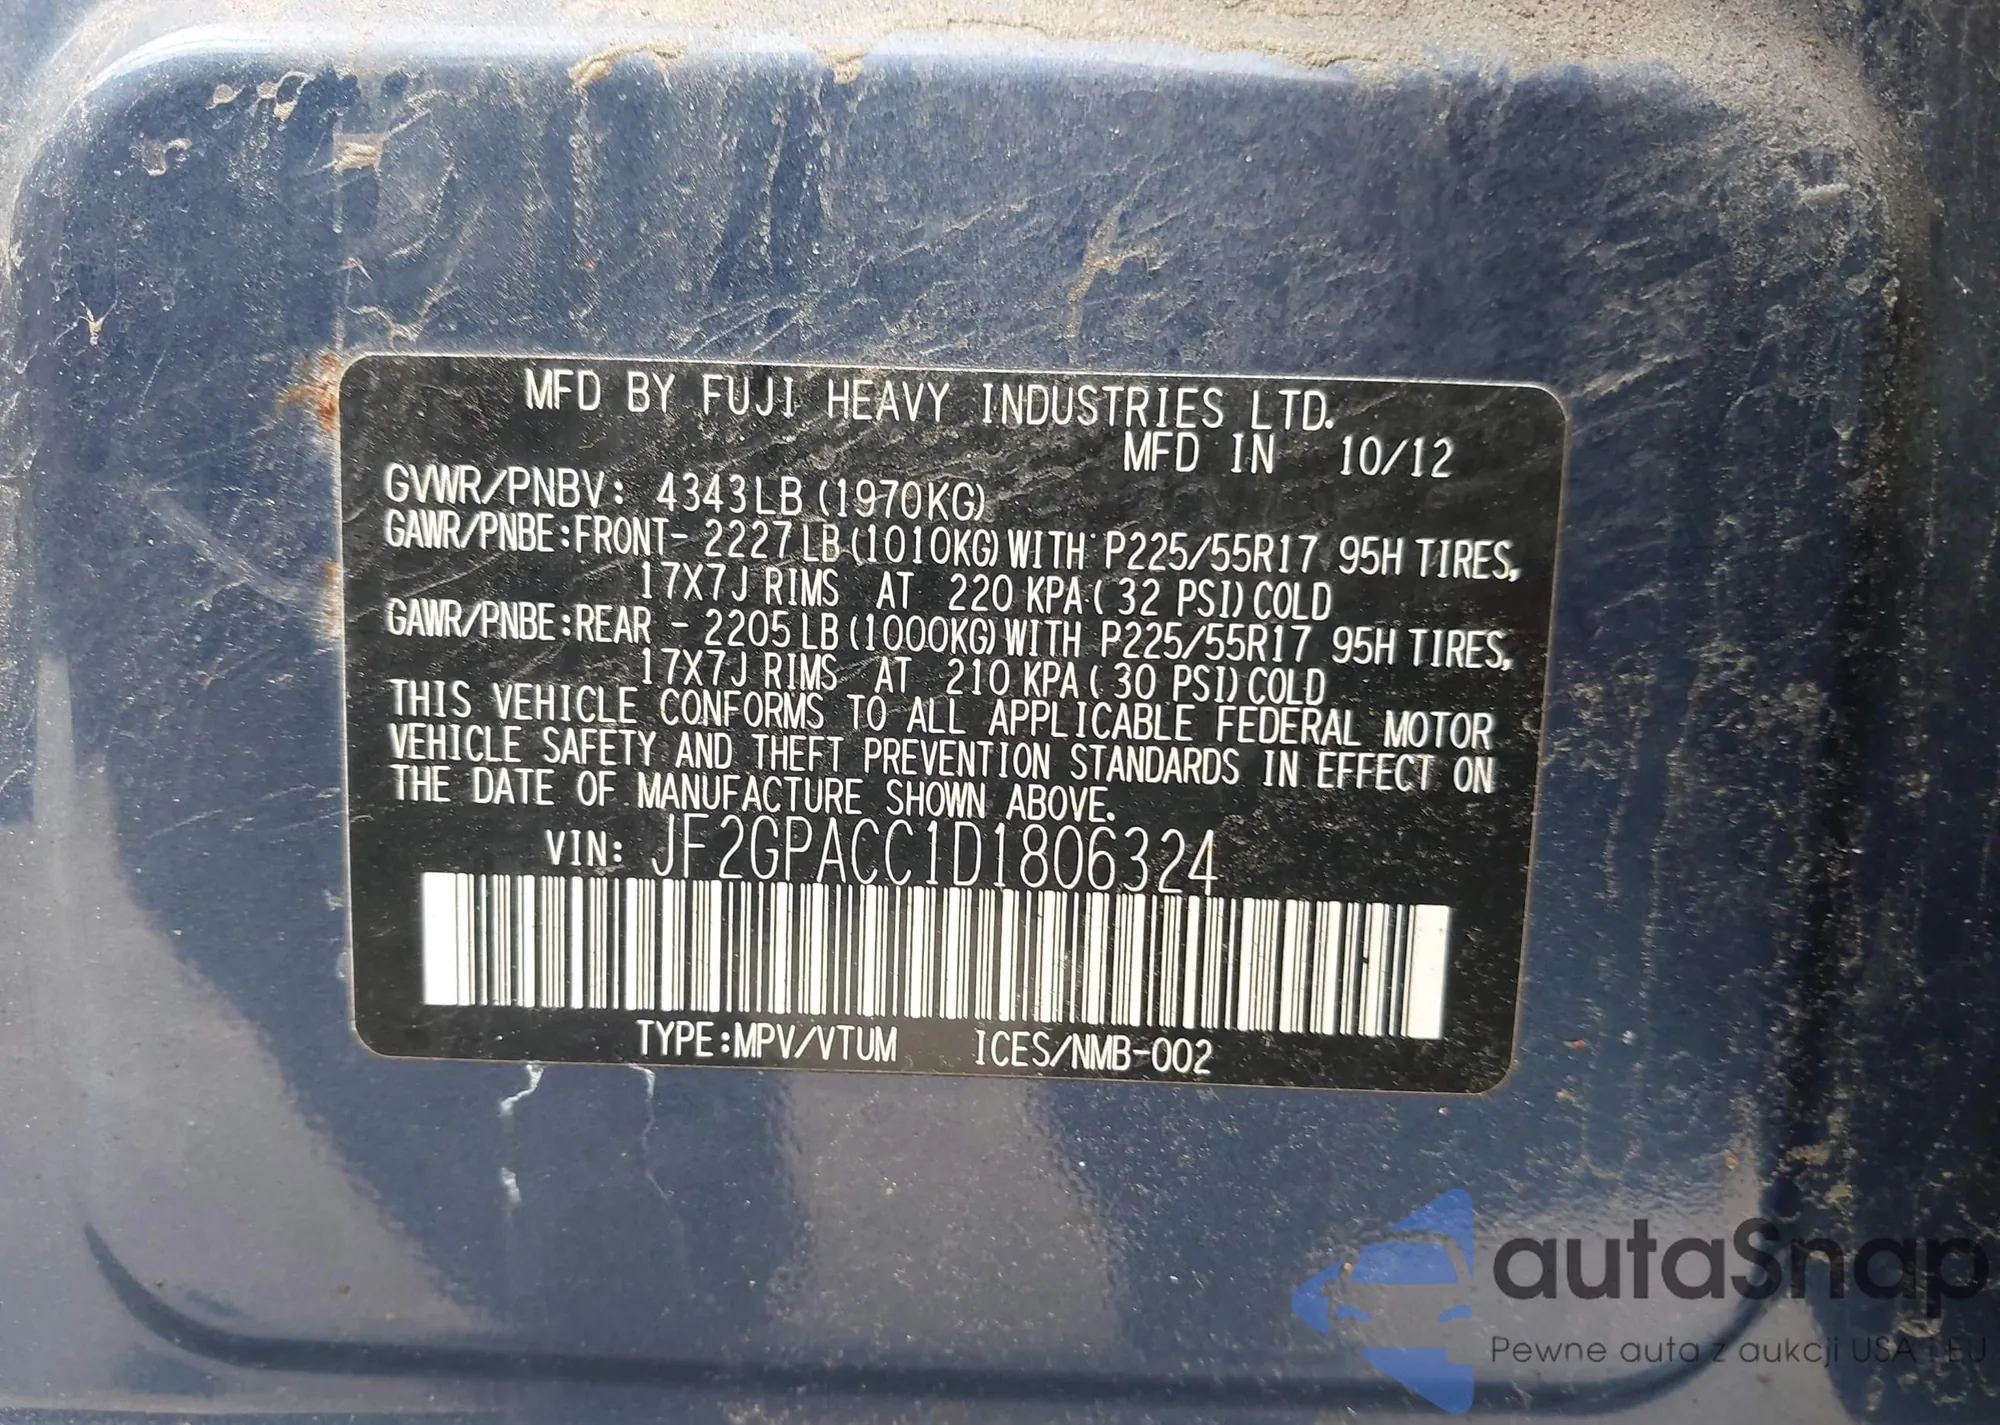 MFD BY FUJI HEAVY INDUSTRIES LTD.
MFD IN 10/12
GVWR/PNBV: 4343LB (1970KG)
GAWR/PNBE:FRONT- 2227LB (1010KG) WITH P225/55R17 95H TIRES,
17X7J RIMS AT 220 KPA ( 32 PSI) COLD
GAWR/PNBE:REAR - 2205LB (1000KG) WITH P225/55R17 95H TIRES,
17X7J RIMS AT 210 KPA ( 30 PSI) COLD
THIS VEHICLE CONFORMS TO ALL APPLICABLE FEDERAL MOTOR
VEHICLE SAFETY AND THEFT PREVENTION STANDARDS IN EFFECT ON
THE DATE OF MANUFACTURE SHOWN ABOVE.
VIN: JF2GPACC1D1806324
TYPE:MPV/VTUM ICES/NMB-002
autaSnap
Pewne auta z aukcji USA i EU